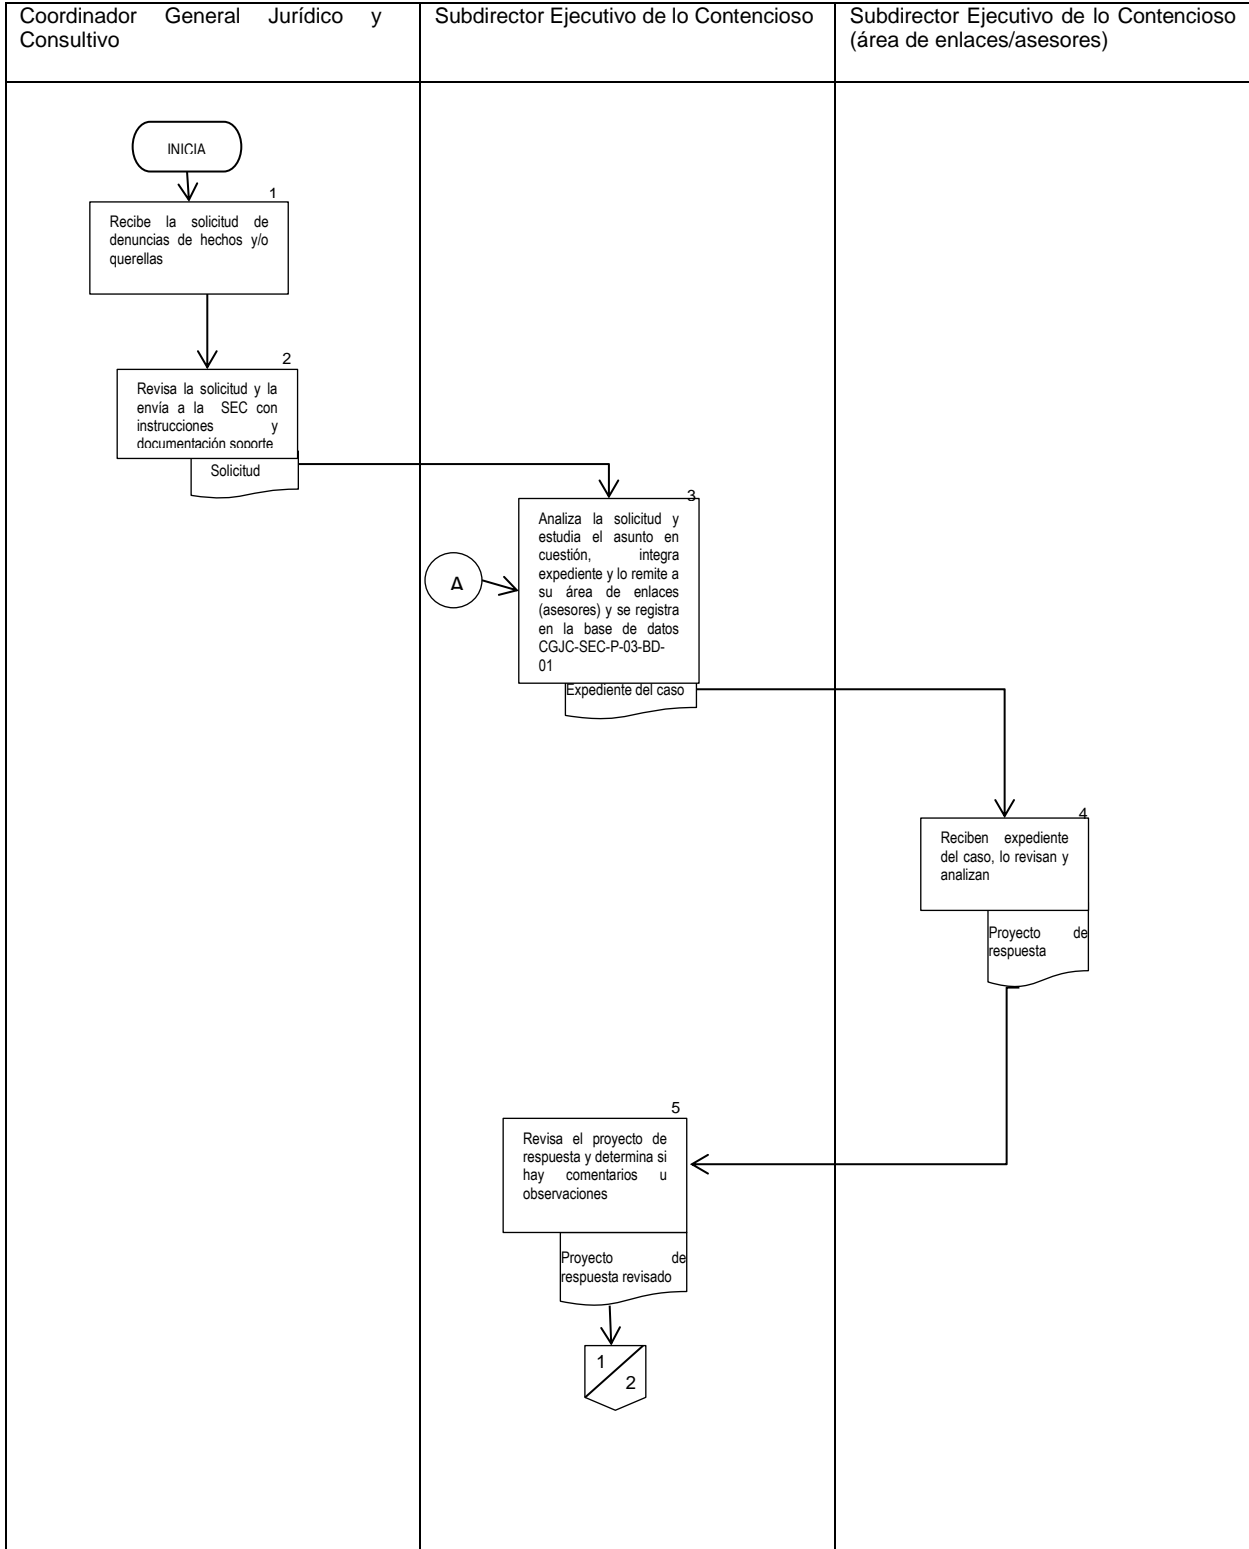 Coordinador General Jurídico y
Consultivo
Subdirector Ejecutivo de lo Contencioso
Subdirector Ejecutivo de lo Contencioso
(área de enlaces/asesores)
INICIA
1
Recibe la solicitud de
denuncias de hechos y/o
querellas
2
Revisa la solicitud y la
envía a la SEC con
instrucciones y
documentación soporte
Solicitud
3
Analiza la solicitud y
estudia el asunto en
cuestión, integra
expediente y lo remite a
su área de enlaces
(asesores) y se registra
en la base de datos
CGJC-SEC-P-03-BD-
01
A
Expediente del caso
4
Reciben expediente
del caso, lo revisan y
analizan
Proyecto de
respuesta
5
Revisa el proyecto de
respuesta y determina si
hay comentarios u
observaciones
Proyecto de
respuesta revisado
1
2